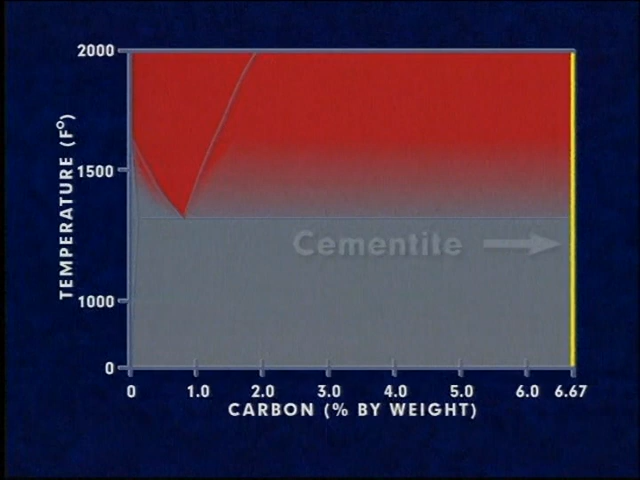 2000
1500
1000
0
TEMPERATURE (F°)
Cementite
0 1.0 2.0 3.0 4.0 5.0 6.0 6.67
CARBON (% BY WEIGHT)